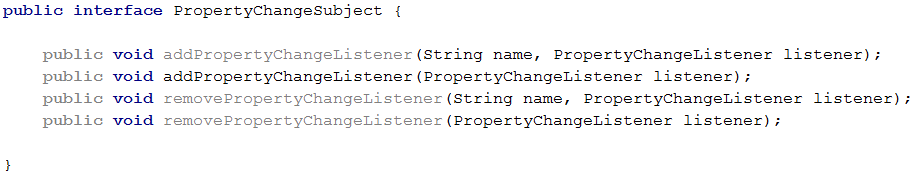 public interface PropertyChangeSubject {
public void addPropertyChangeListener(String name, PropertyChangeListener listener);
public void addPropertyChangeListener(PropertyChangeListener listener);
public void removePropertyChangeListener(String name, PropertyChangeListener listener);
public void removePropertyChangeListener(PropertyChangeListener listener);
}